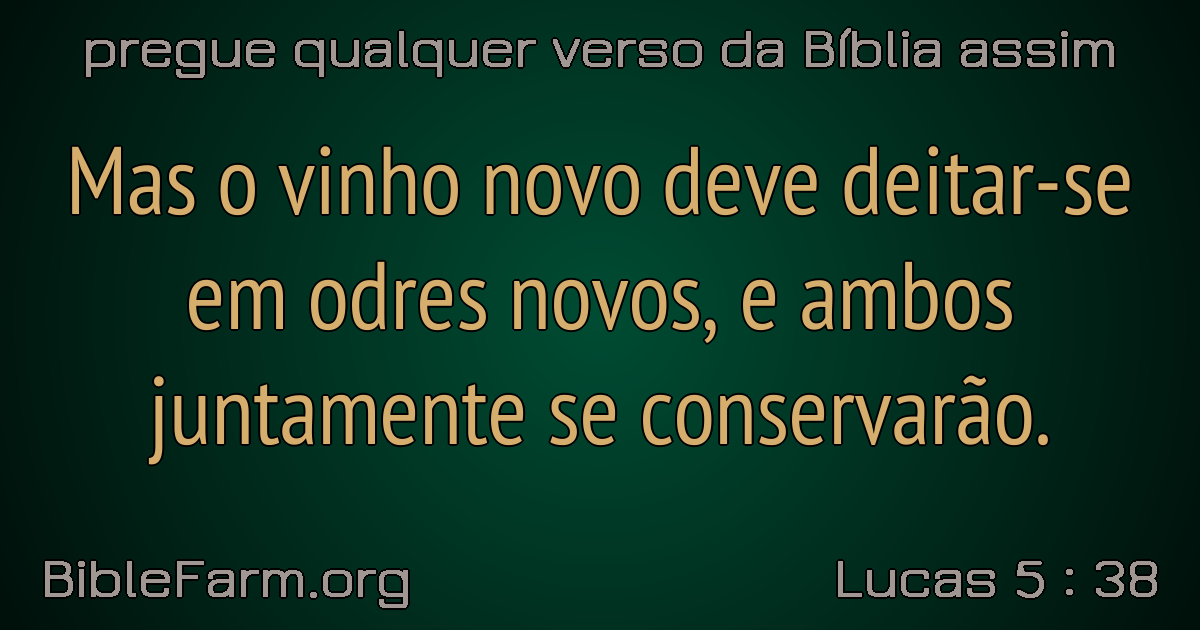 pregue qualquer verso da Bíblia assim
Mas o vinho novo deve deitar-se
em odres novos, e ambos
juntamente se conservarão.
BibleFarm.org
Lucas 5 : 38